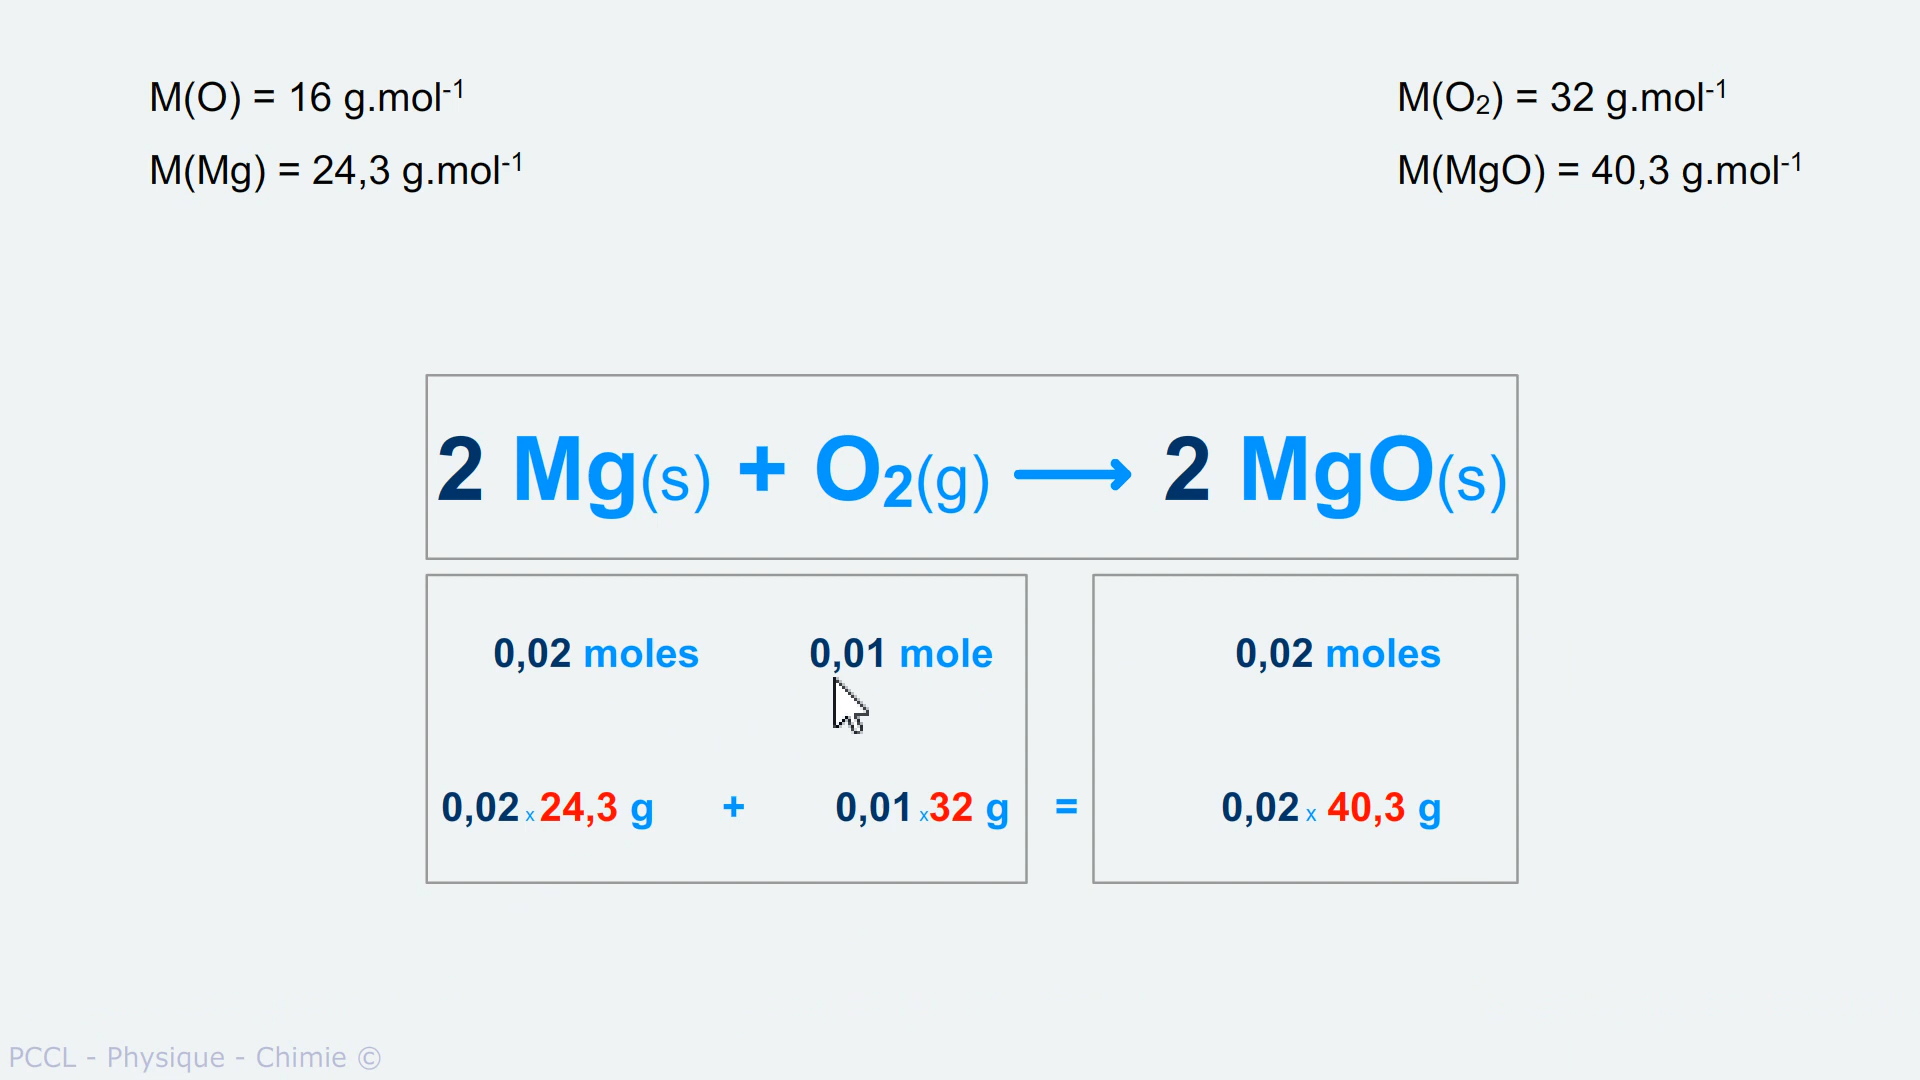 M(O) = 16 g.mol⁻¹
M(O₂) = 32 g.mol⁻¹
M(Mg) = 24,3 g.mol⁻¹
M(MgO) = 40,3 g.mol⁻¹
2 Mg(s) + O₂(g) ⟶ 2 MgO(s)
0,02 moles 0,01 mole 0,02 moles
0,02 x 24,3 g + 0,01 x 32 g = 0,02 x 40,3 g
PCCL - Physique - Chimie ©